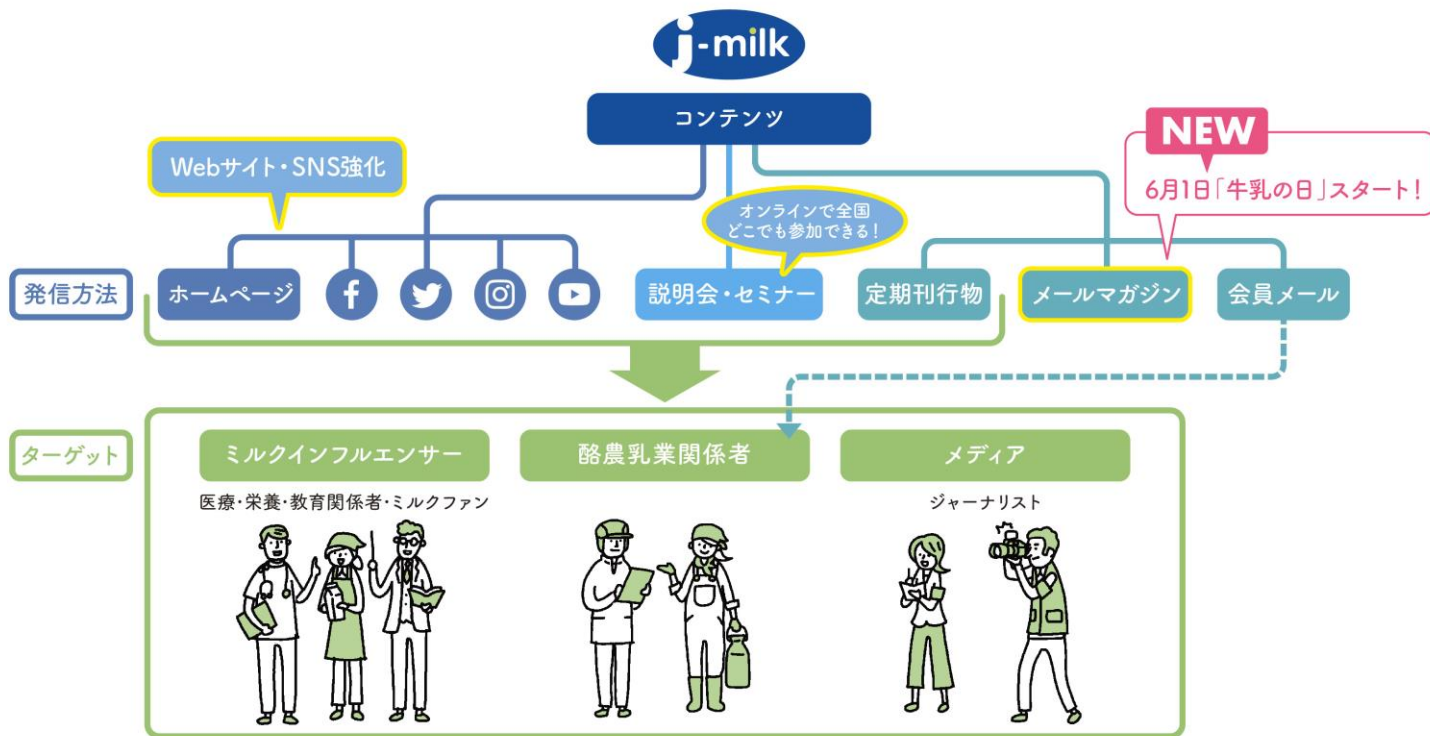 j-milk
コンテンツ
NEW
6月1日「牛乳の日」スタート！
Webサイト・SNS強化
オンラインで全国
どこでも参加できる！
発信方法
ホームページ
説明会・セミナー
定期刊行物
メールマガジン
会員メール
ターゲット
ミルクインフルエンサー
酪農乳業関係者
メディア
医療・栄養・教育関係者・ミルクファン
ジャーナリスト